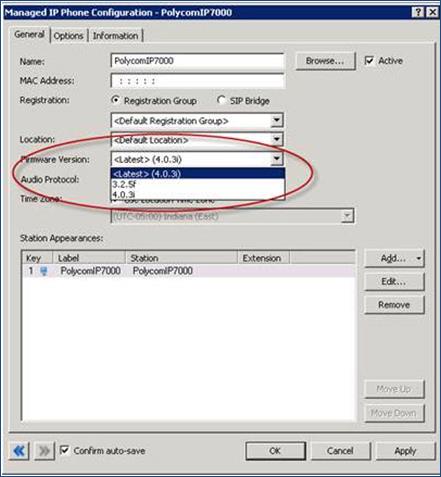 Managed IP Phone Configuration - PolycomIP7000
General Options Information
Name: PolycomIP7000 Browse... Active
MAC Address: : : : : :
Registration: Registration Group SIP Bridge
<Default Registration Group>
Location: <Default Location>
Firmware Version: <Latest> (4.0.3i)
<Latest> (4.0.3i)
Audio Protocol: 3.2.5f
4.0.3i
Time Zone: Use Location Time Zone
(UTC-05:00) Indiana (East)
Station Appearances:
Key Label Station Extension
1 PolycomIP7000 PolycomIP7000
Add...
Edit...
Remove
Move Up
Move Down
Confirm auto-save OK Cancel Apply